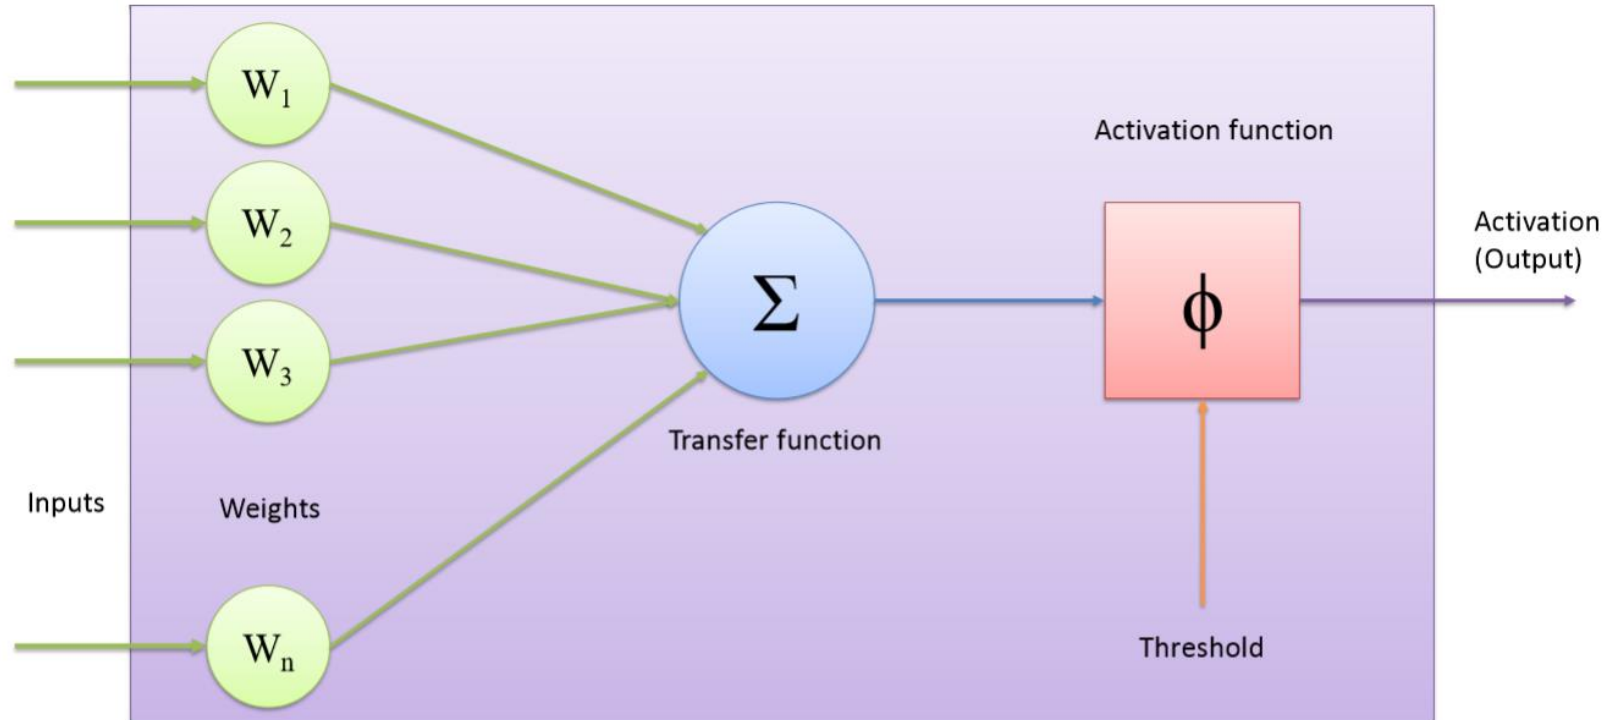 W₁
W₂
W₃
Wₙ
Inputs
Weights
Σ
Transfer function
Activation function
ϕ
Threshold
Activation
(Output)